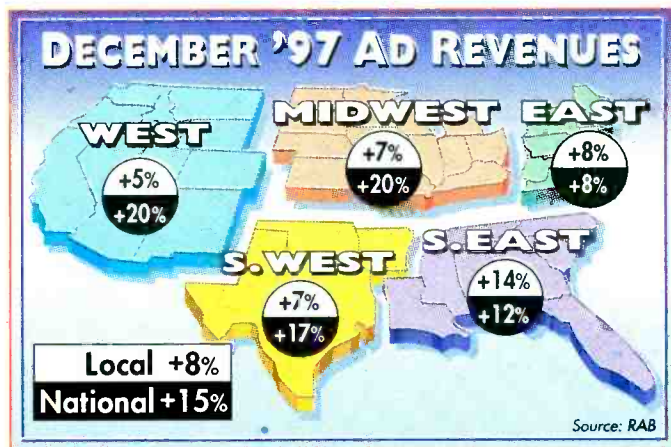 DECEMBER '97 AD REVENUES
WEST
+5%
+20%
MIDWEST
+7%
+20%
EAST
+8%
+8%
S.WEST
+7%
+17%
S.EAST
+14%
+12%
Local +8%
National +15%
Source: RAB